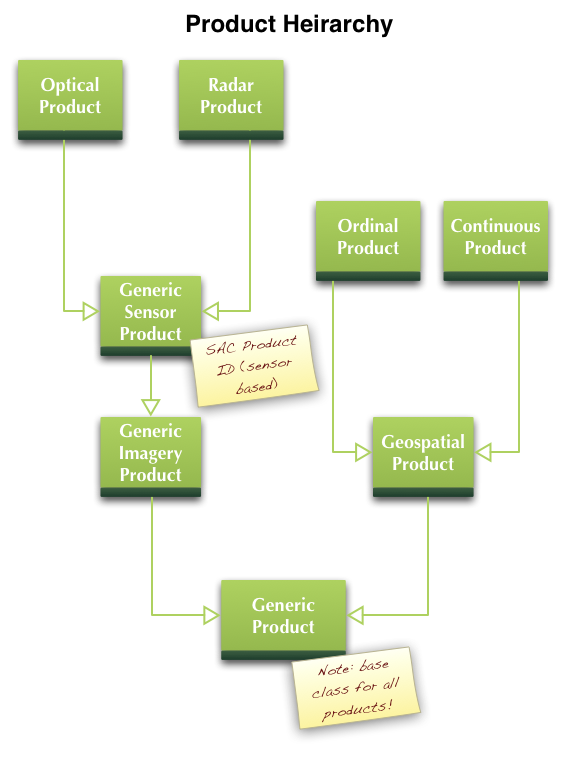 Product Heirarchy
Optical
Product
Radar
Product
Ordinal
Product
Continuous
Product
Generic
Sensor
Product
SAC Product
ID (sensor
based)
Generic
Imagery
Product
Geospatial
Product
Generic
Product
Note: base
class for all
products!